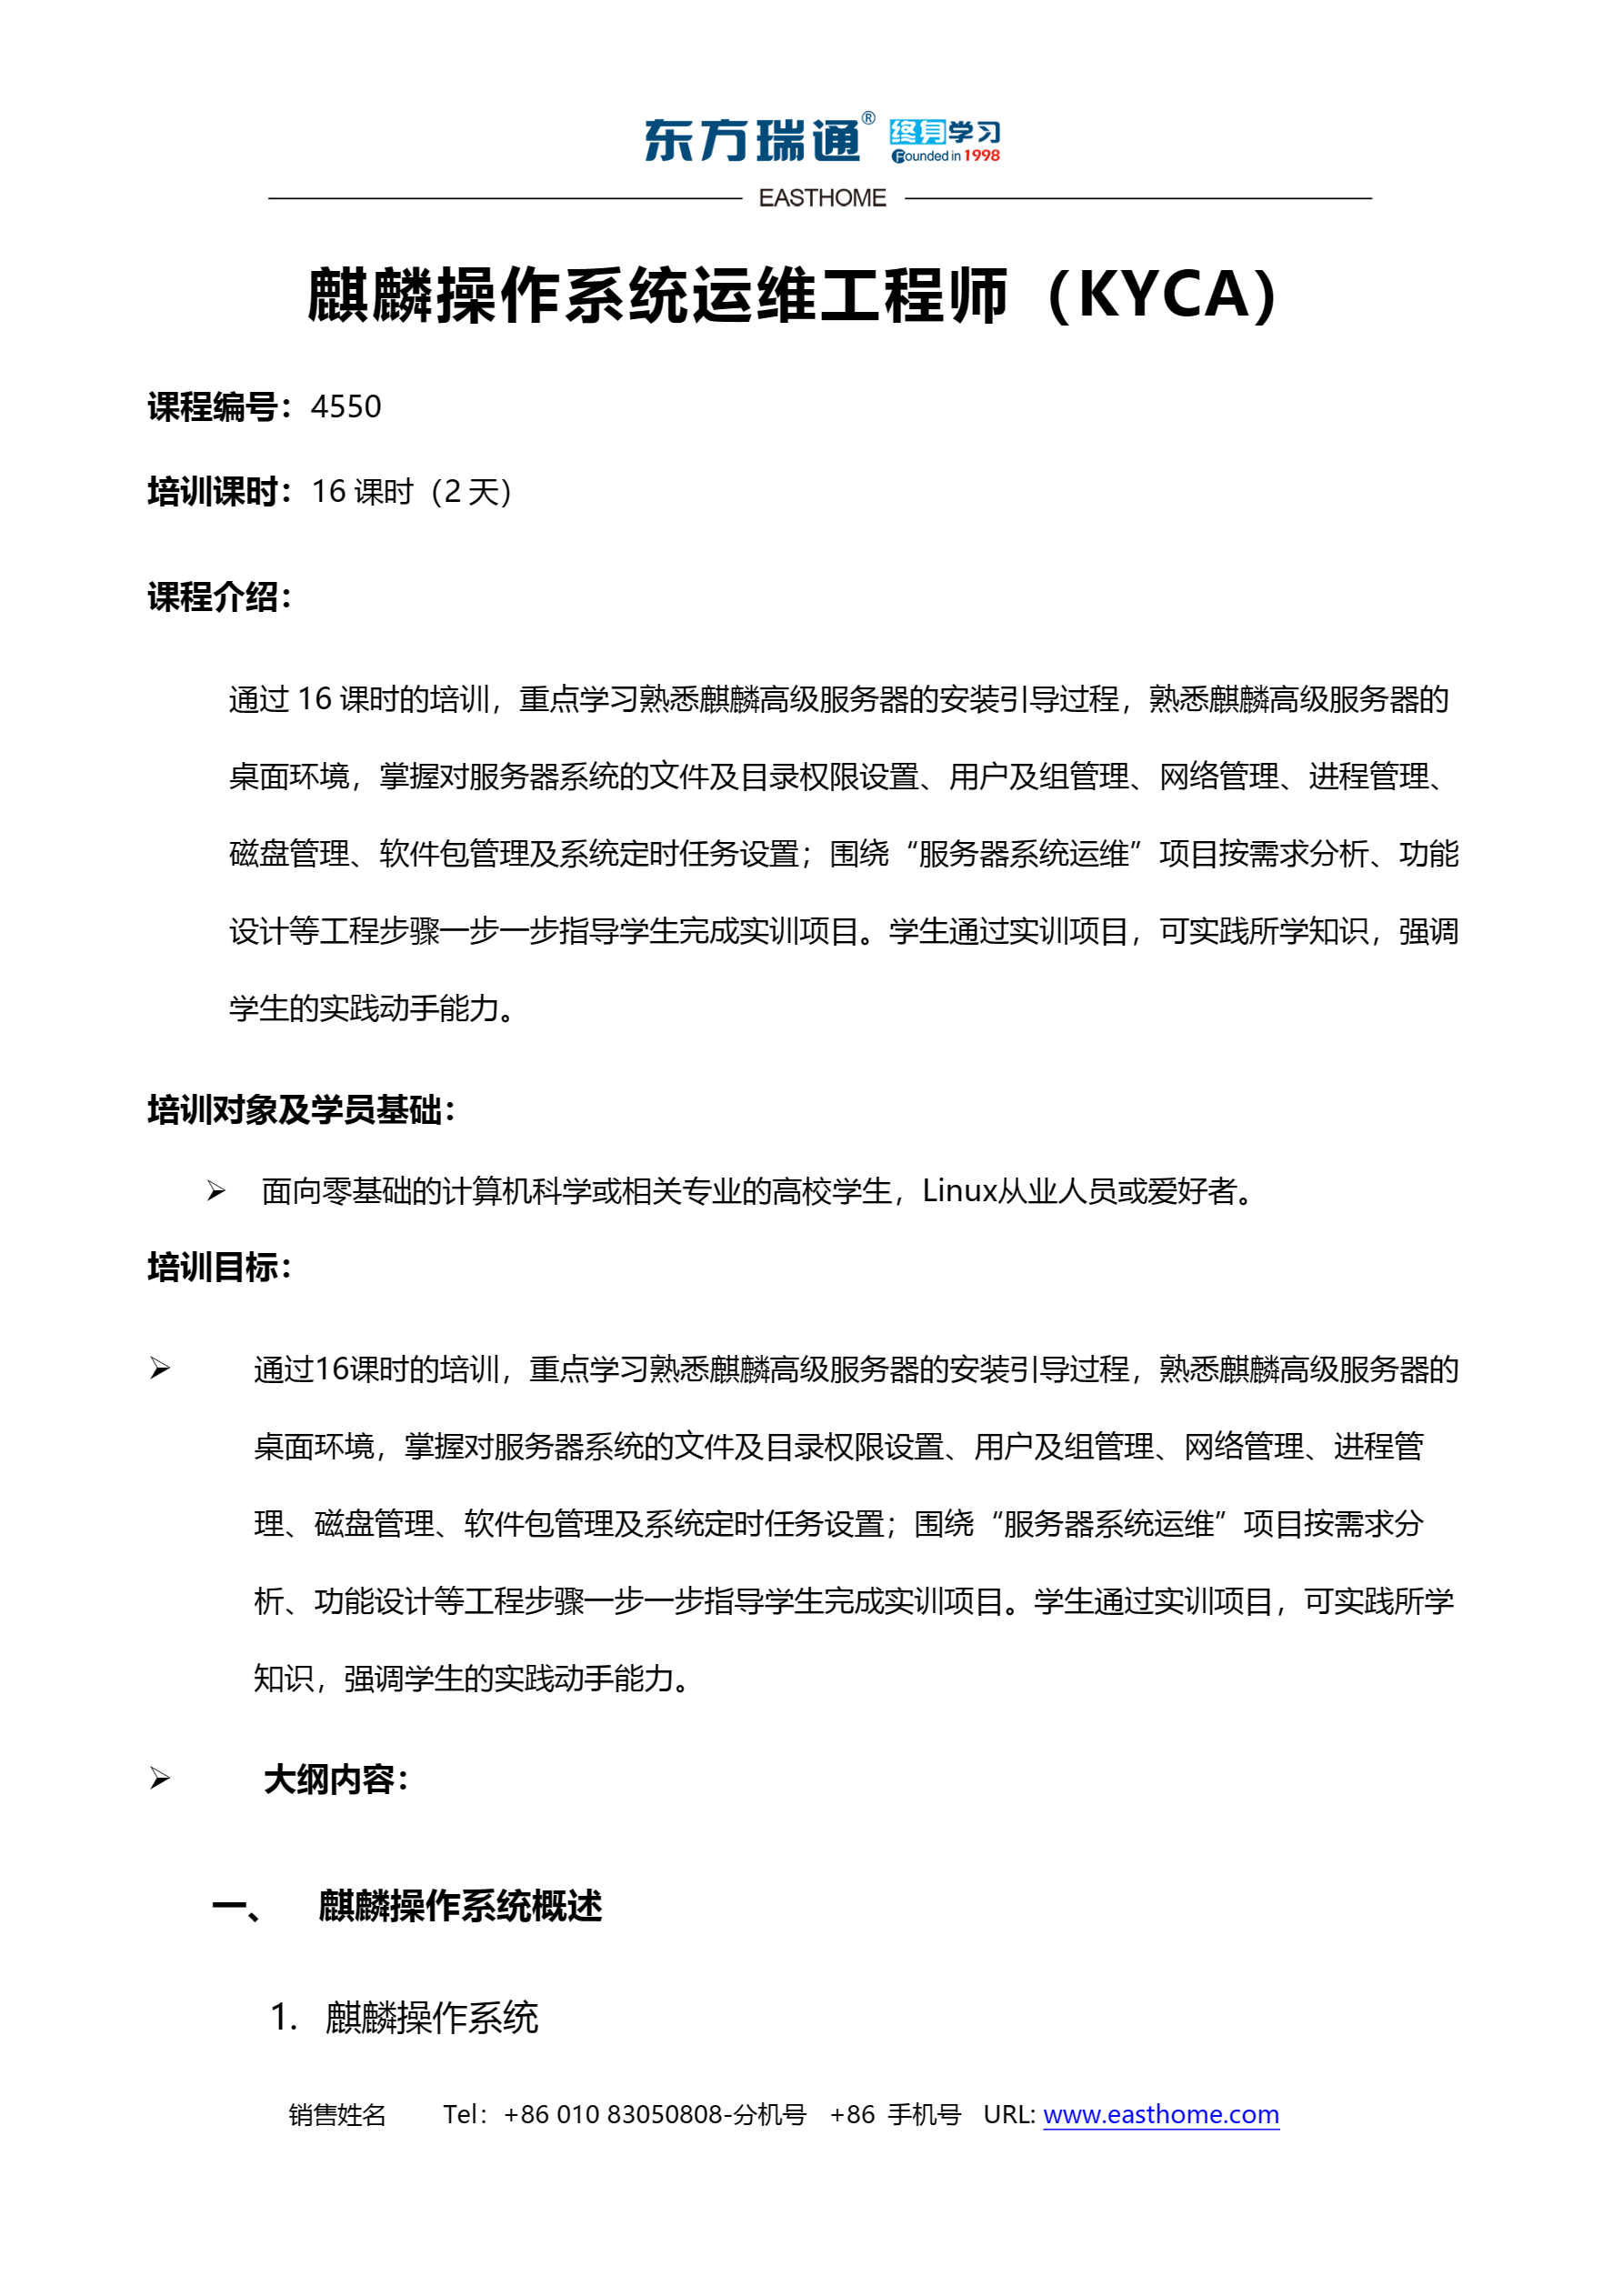 东方瑞通® 终身学习
Founded in 1998
EASTHOME
麒麟操作系统运维工程师（KYCA）
课程编号：4550
培训课时：16 课时（2 天）
课程介绍：
通过 16 课时的培训，重点学习熟悉麒麟高级服务器的安装引导过程，熟悉麒麟高级服务器的
桌面环境，掌握对服务器系统的文件及目录权限设置、用户及组管理、网络管理、进程管理、
磁盘管理、软件包管理及系统定时任务设置；围绕“服务器系统运维”项目按需求分析、功能
设计等工程步骤一步一步指导学生完成实训项目。学生通过实训项目，可实践所学知识，强调
学生的实践动手能力。
培训对象及学员基础：
➢ 面向零基础的计算机科学或相关专业的高校学生，Linux从业人员或爱好者。
培训目标：
➢ 通过16课时的培训，重点学习熟悉麒麟高级服务器的安装引导过程，熟悉麒麟高级服务器的
桌面环境，掌握对服务器系统的文件及目录权限设置、用户及组管理、网络管理、进程管
理、磁盘管理、软件包管理及系统定时任务设置；围绕“服务器系统运维”项目按需求分
析、功能设计等工程步骤一步一步指导学生完成实训项目。学生通过实训项目，可实践所学
知识，强调学生的实践动手能力。
➢ 大纲内容：
一、 麒麟操作系统概述
1. 麒麟操作系统
销售姓名 Tel：+86 010 83050808-分机号 +86 手机号 URL: www.easthome.com